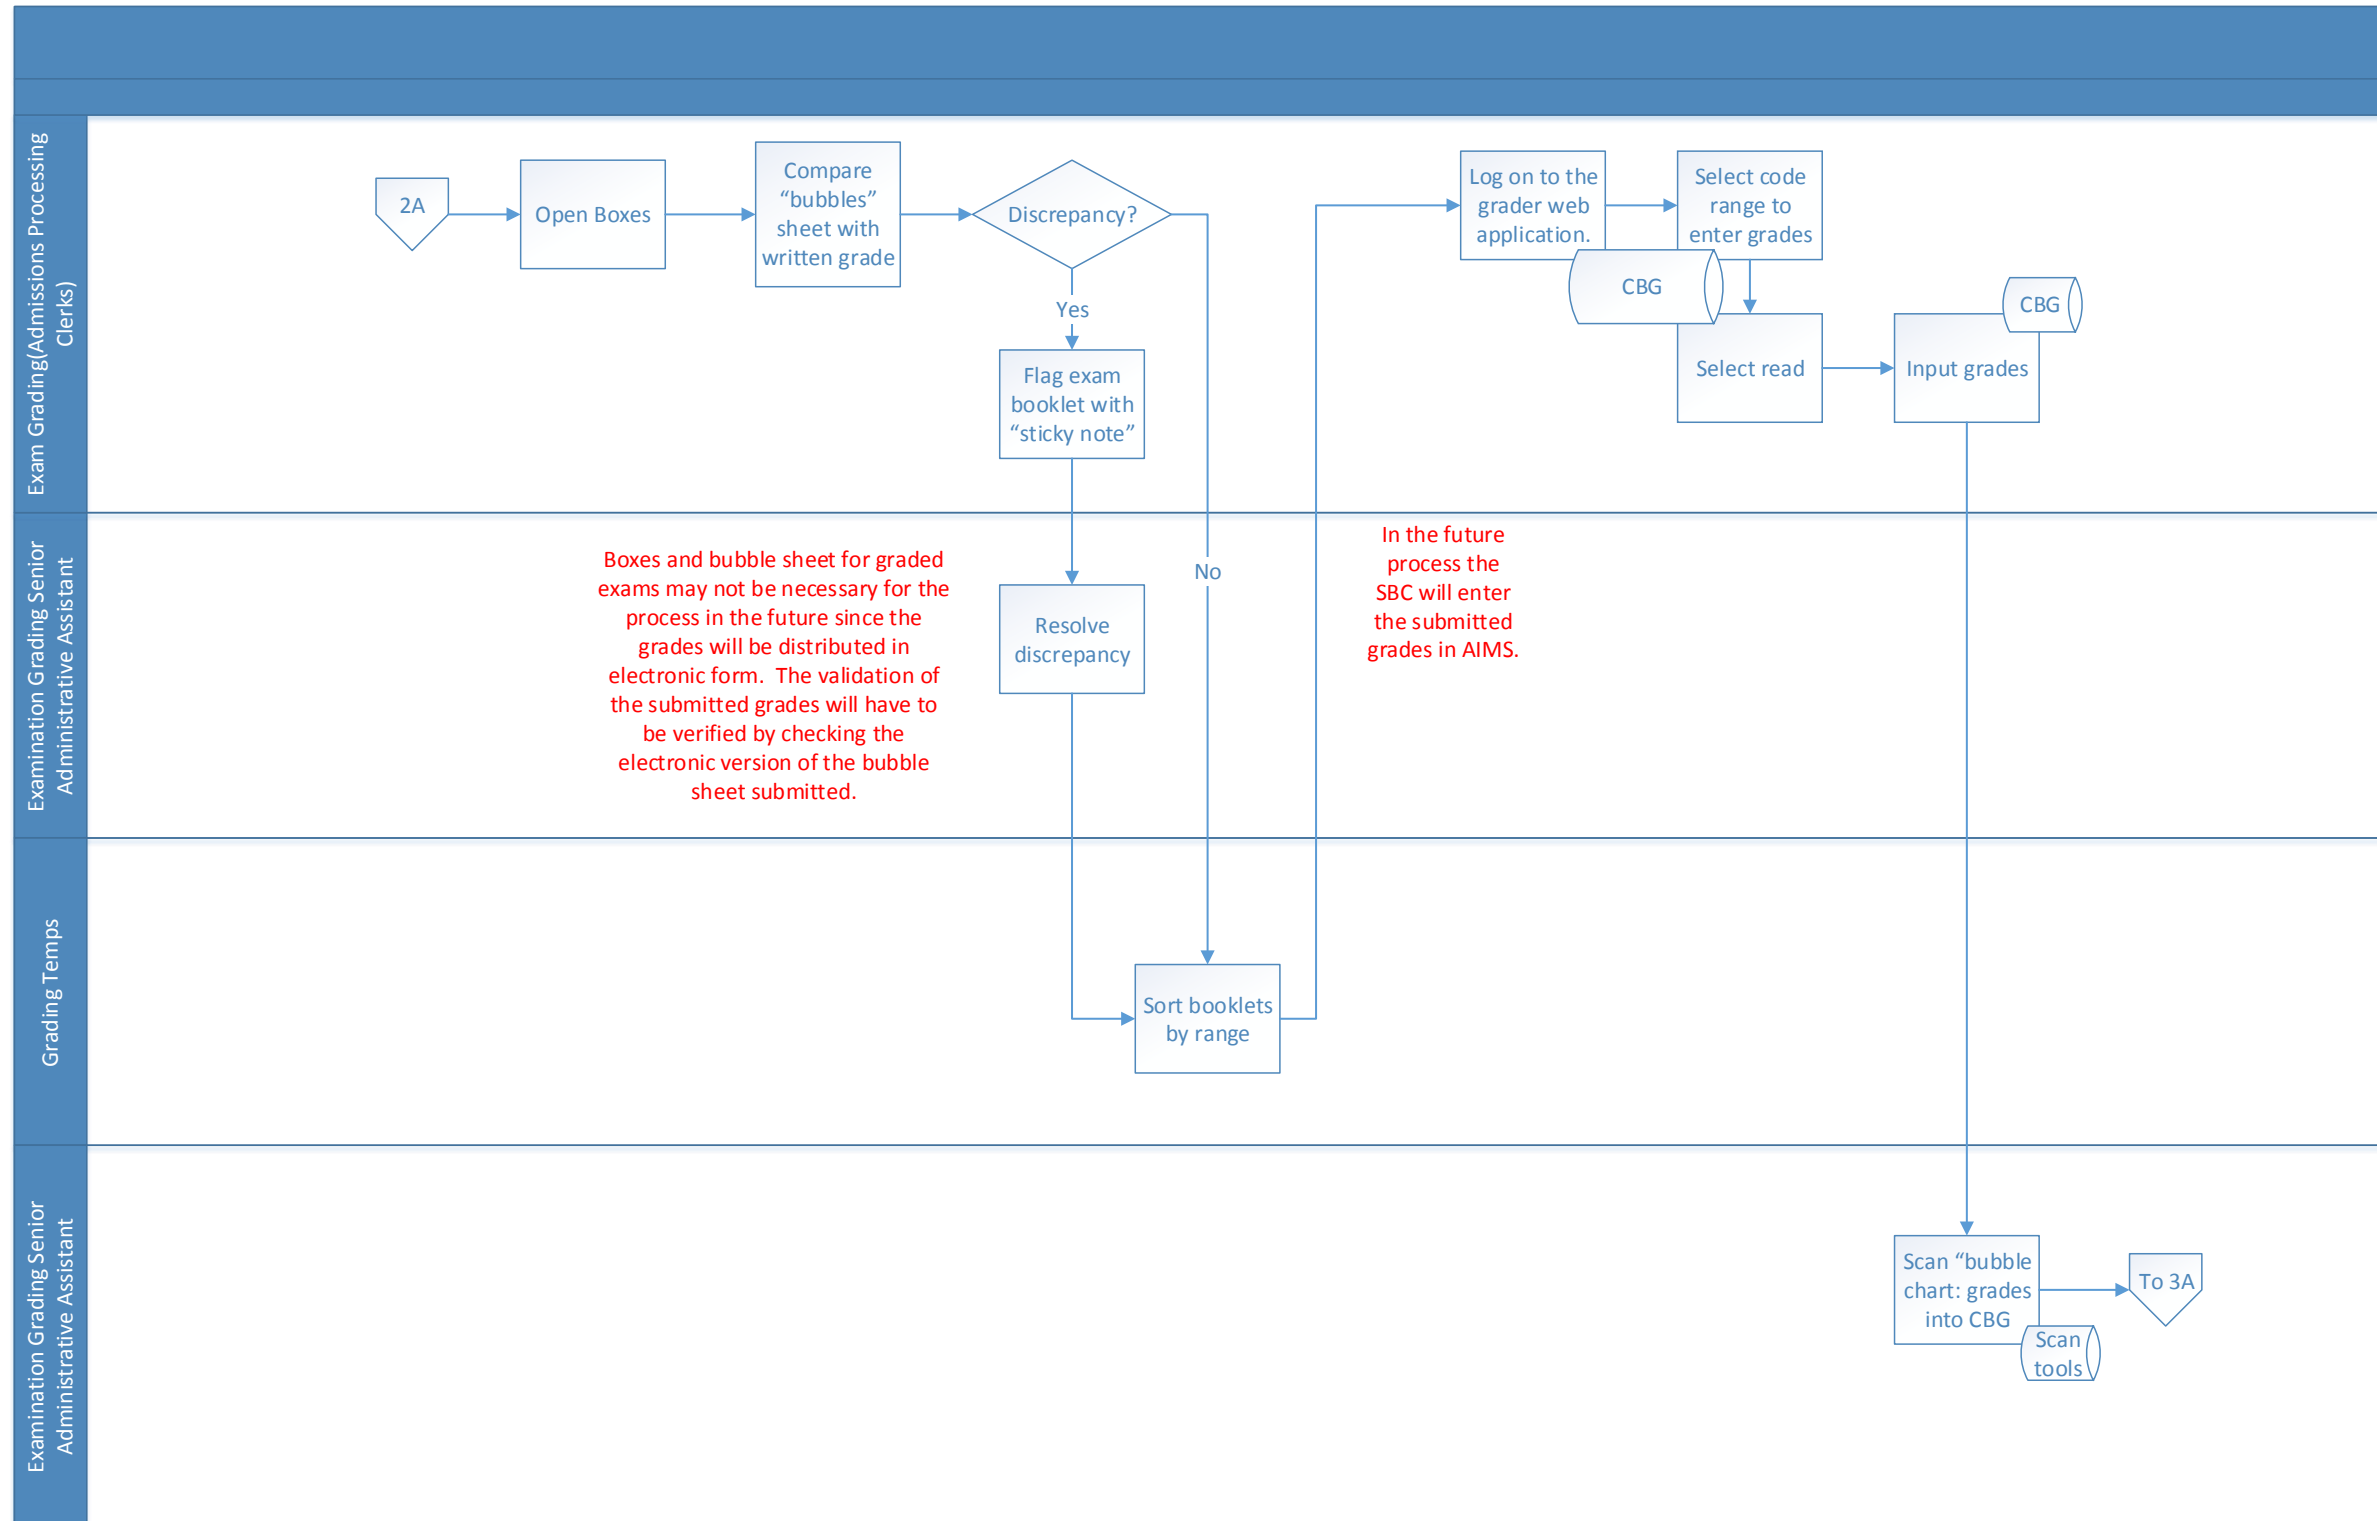 Exam Grading(Admissions Processing
Clerks)
2A
Open Boxes
Compare
“bubbles”
sheet with
written grade
Discrepancy?
Yes
Flag exam
booklet with
“sticky note”
No
Log on to the
grader web
application.
CBG
Select code
range to
enter grades
Select read
Input grades
CBG
Examination Grading Senior
Administrative Assistant
Boxes and bubble sheet for graded
exams may not be necessary for the
process in the future since the
grades will be distributed in
electronic form.  The validation of
the submitted grades will have to
be verified by checking the
electronic version of the bubble
sheet submitted.
Resolve
discrepancy
In the future
process the
SBC will enter
the submitted
grades in AIMS.
Grading Temps
Sort booklets
by range
Examination Grading Senior
Administrative Assistant
Scan “bubble
chart: grades
into CBG
Scan
tools
To 3A